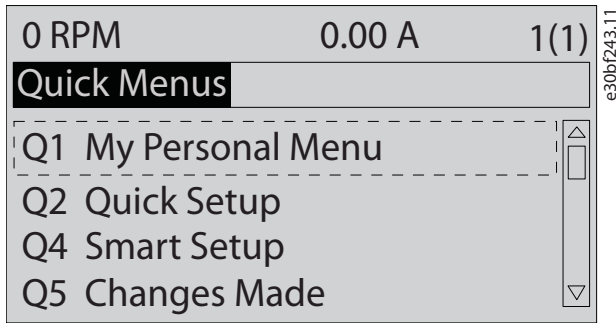 0 RPM 0.00 A 1(1)
Quick Menus
Q1 My Personal Menu
Q2 Quick Setup
Q4 Smart Setup
Q5 Changes Made
e30bf243.11